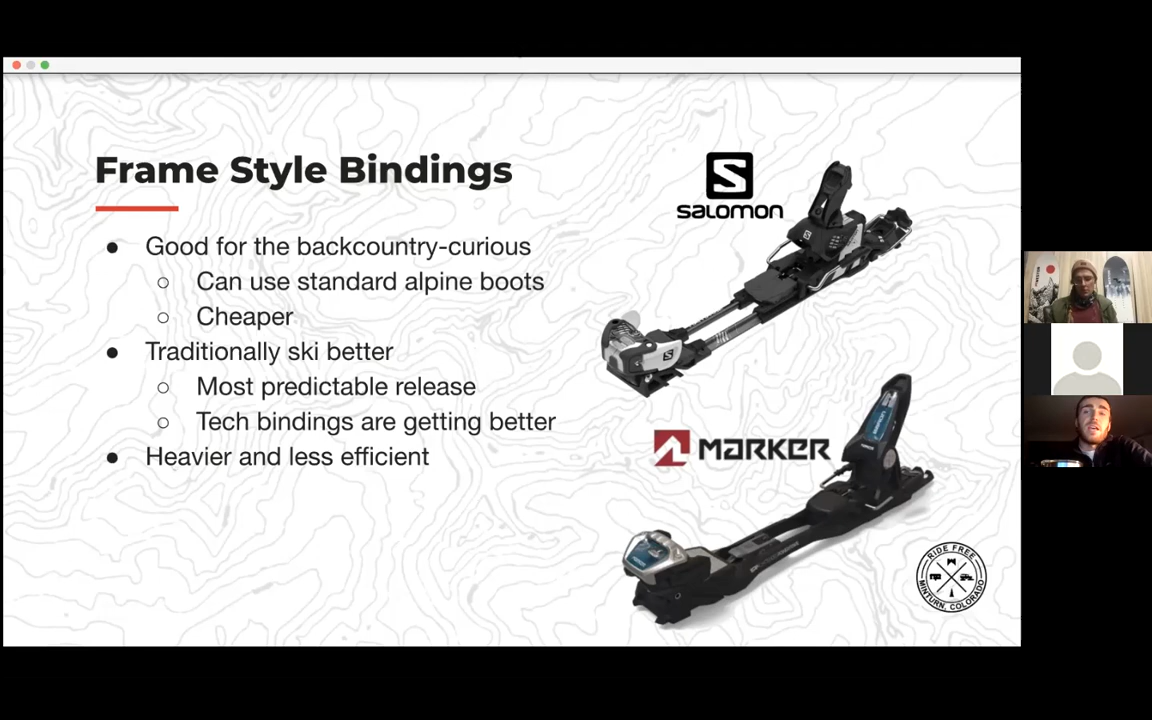 Frame Style Bindings
● Good for the backcountry-curious
○ Can use standard alpine boots
○ Cheaper
● Traditionally ski better
○ Most predictable release
○ Tech bindings are getting better
● Heavier and less efficient
S
SALOMON
S
S
MARKER
RIDE FREE
MINTURN, COLORADO